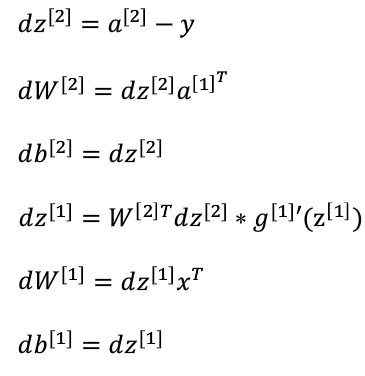 dz^[2] = a^[2] − y
dW^[2] = dz^[2]a^[1]^T
db^[2] = dz^[2]
dz^[1] = W^[2]T dz^[2] ∗ g^[1]′(z^[1])
dW^[1] = dz^[1]x^T
db^[1] = dz^[1]